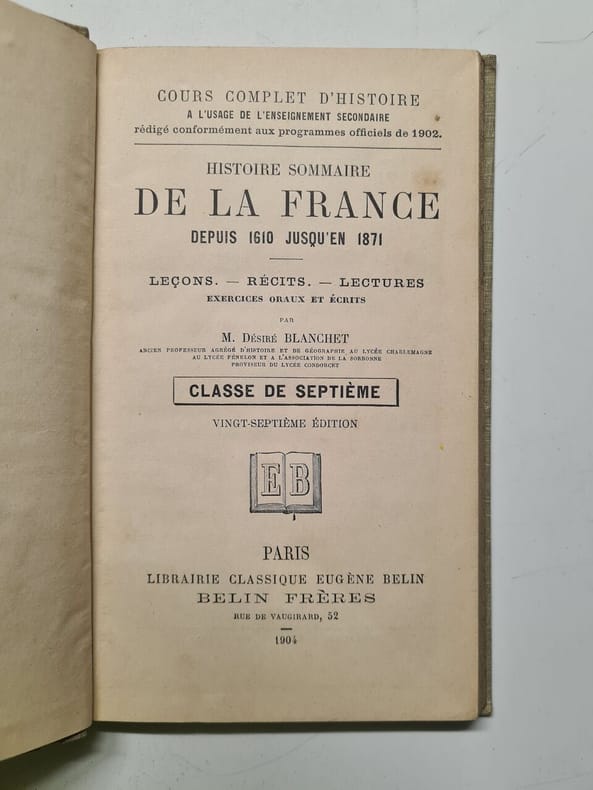 COURS COMPLET D'HISTOIRE
A L'USAGE DE L'ENSEIGNEMENT SECONDAIRE
rédigé conformément aux programmes officiels de 1902.
HISTOIRE SOMMAIRE
DE LA FRANCE
DEPUIS 1610 JUSQU'EN 1871
LEÇONS. — RÉCITS. — LECTURES
EXERCICES ORAUX ET ÉCRITS
PAR
M. DÉSIRÉ BLANCHET
ANCIEN PROFESSEUR AGRÉGÉ D'HISTOIRE ET DE GÉOGRAPHIE AU LYCÉE CHARLEMAGNE
AU LYCÉE FÉNELON ET A L'ASSOCIATION DE LA SORBONNE
PROVISEUR DU LYCÉE CONDORCET
CLASSE DE SEPTIÈME
VINGT-SEPTIÈME ÉDITION
E B
PARIS
LIBRAIRIE CLASSIQUE EUGÈNE BELIN
BELIN FRÈRES
RUE DE VAUGIRARD, 52
1904